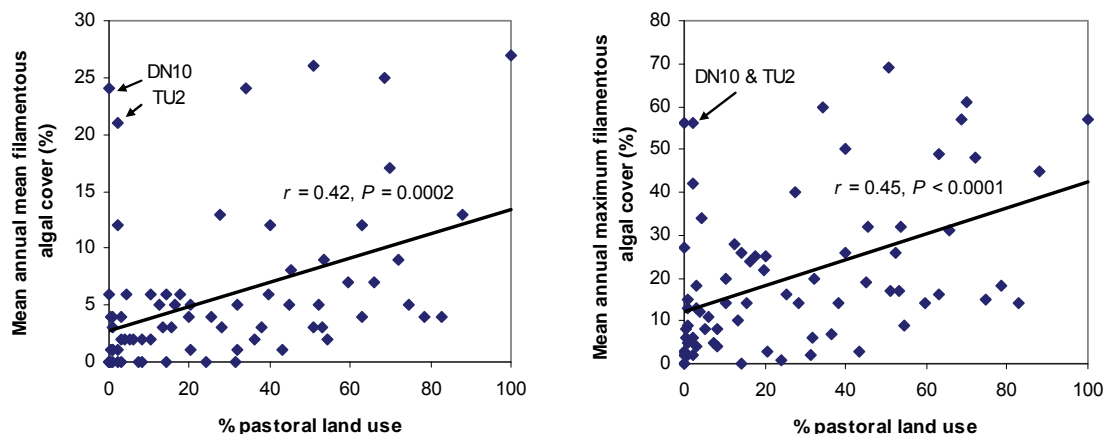 Mean annual mean filamentous
algal cover (%)
30
25
20
15
10
5
0
DN10
TU2
r = 0.42, P = 0.0002
0 20 40 60 80 100
% pastoral land use
Mean annual maximum filamentous
algal cover (%)
80
70
60
50
40
30
20
10
0
DN10 & TU2
r = 0.45, P < 0.0001
0 20 40 60 80 100
% pastoral land use